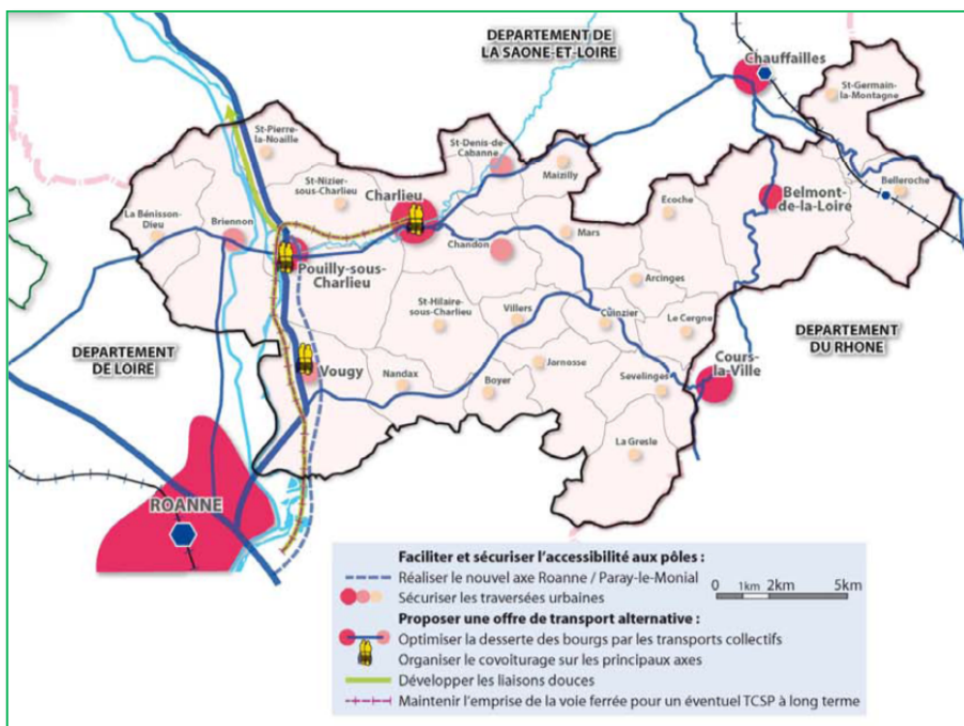 DEPARTEMENT DE
LA SAONE-ET-LOIRE
Chauffailles
St-Germain-
la-Montagne
St-Pierre-
la-Noaille
St-Denis-de-
Cabanne
Maizilly
St-Nizier-
sous-Charlieu
Charlieu
Ecoche
Belmont-
de-la-Loire
Belleroche
La Bénisson-
Dieu
Briennon
Chandon
Mars
Pouilly-sous-
Charlieu
Arcinges
St-Hilaire-
sous-Charlieu
Villers
Cuinzier
Le Cergne
DEPARTEMENT
DU RHONE
DEPARTEMENT
DE LOIRE
Vougy
Nandax
Boyer
Jarnosse
Sevelinges
Cours-
la-Ville
La Gresle
ROANNE
Faciliter et sécuriser l'accessibilité aux pôles :
Réaliser le nouvel axe Roanne / Paray-le-Monial
Sécuriser les traversées urbaines
0 1km 2km 5km
Proposer une offre de transport alternative :
Optimiser la desserte des bourgs par les transports collectifs
Organiser le covoiturage sur les principaux axes
Développer les liaisons douces
Maintenir l'emprise de la voie ferrée pour un éventuel TCSP à long terme